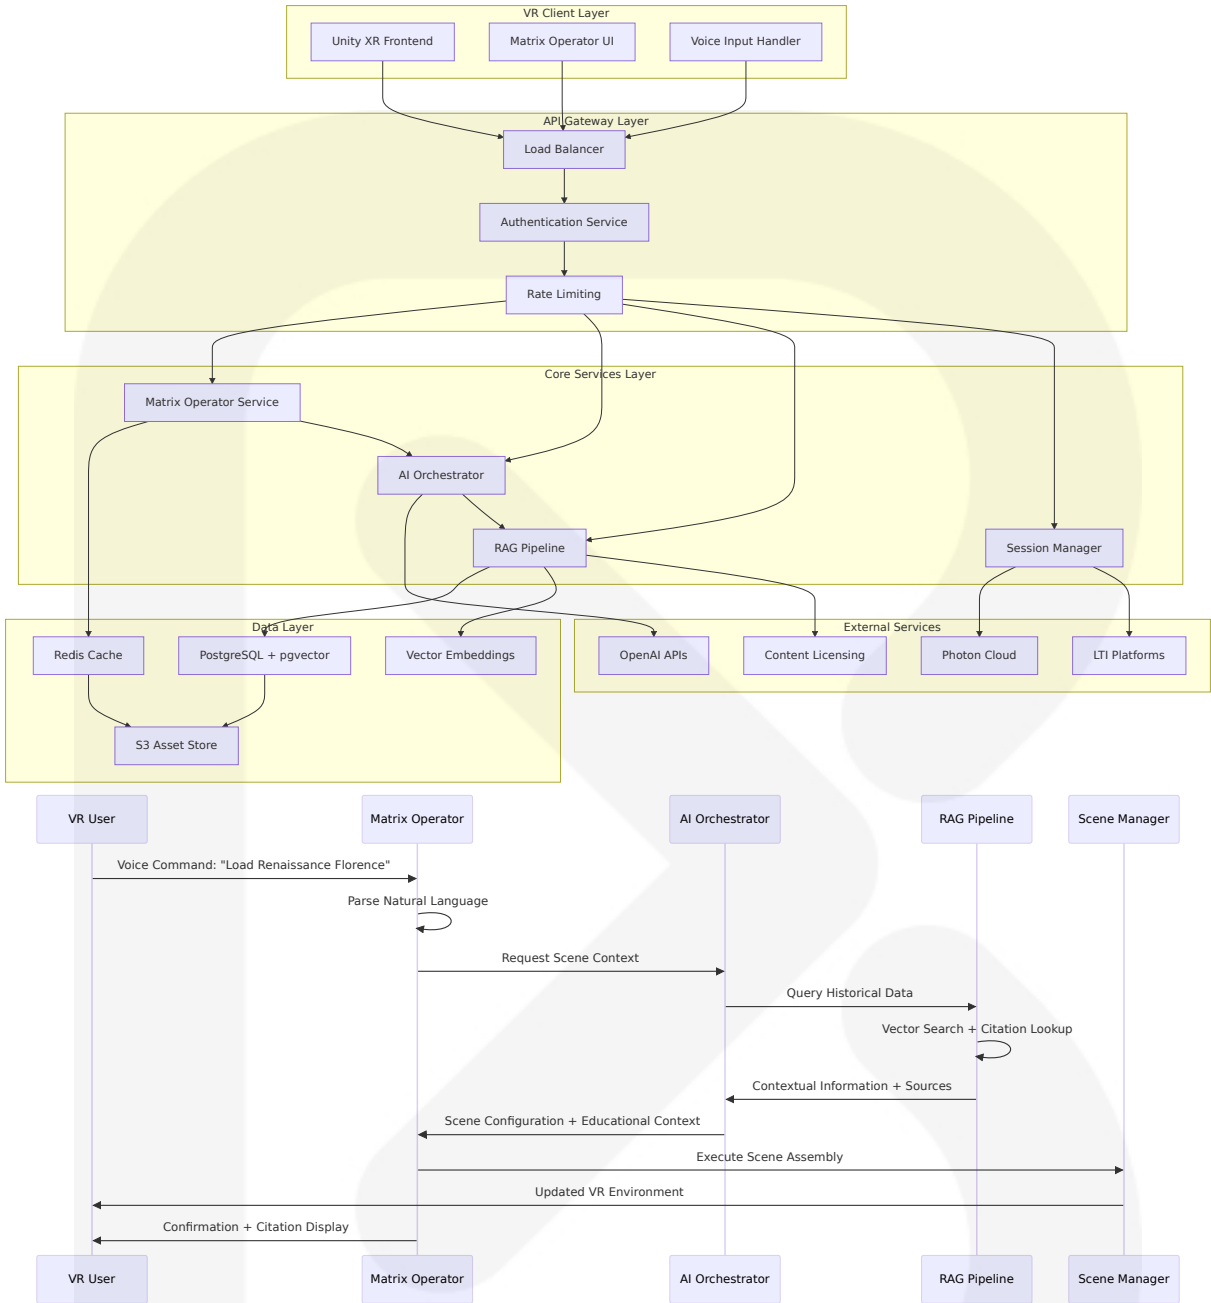 VR Client Layer
Unity XR Frontend
Matrix Operator UI
Voice Input Handler
API Gateway Layer
Load Balancer
Authentication Service
Rate Limiting
Core Services Layer
Matrix Operator Service
AI Orchestrator
RAG Pipeline
Session Manager
Data Layer
Redis Cache
PostgreSQL + pgvector
Vector Embeddings
S3 Asset Store
External Services
OpenAI APIs
Content Licensing
Photon Cloud
LTI Platforms
VR User
Matrix Operator
AI Orchestrator
RAG Pipeline
Scene Manager
Voice Command: "Load Renaissance Florence"
Parse Natural Language
Request Scene Context
Query Historical Data
Vector Search + Citation Lookup
Contextual Information + Sources
Scene Configuration + Educational Context
Execute Scene Assembly
Updated VR Environment
Confirmation + Citation Display
VR User
Matrix Operator
AI Orchestrator
RAG Pipeline
Scene Manager